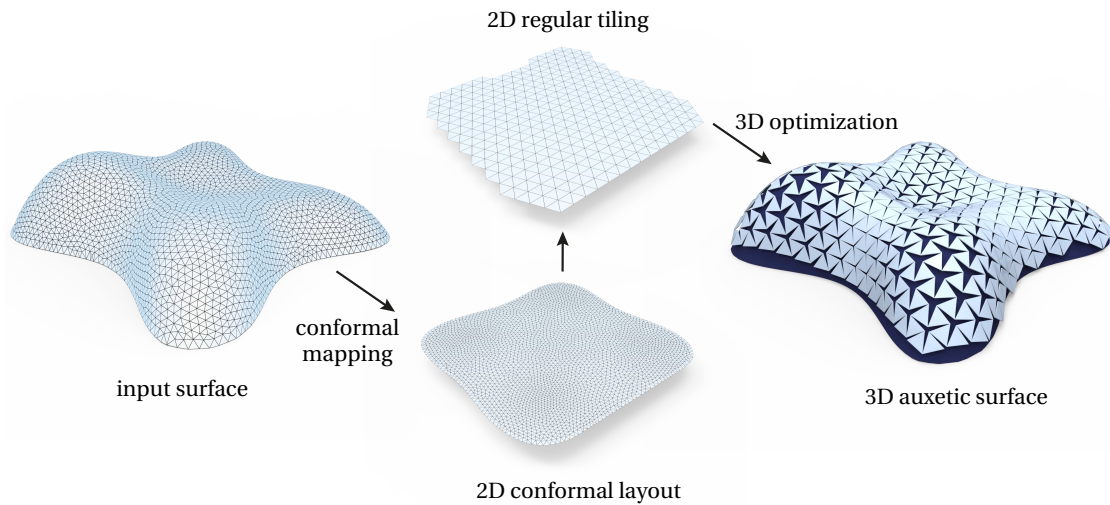 2D regular tiling
3D optimization
conformal
mapping
input surface
3D auxetic surface
2D conformal layout